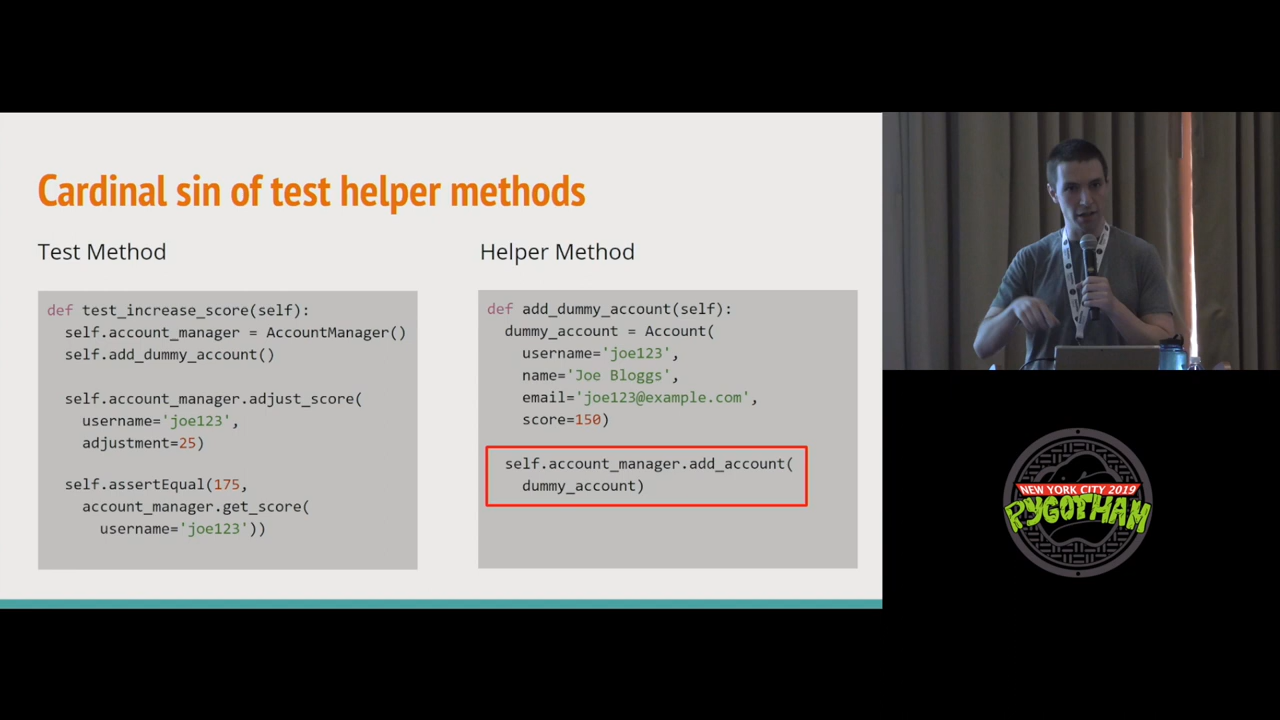 Cardinal sin of test helper methods
Test Method
def test_increase_score(self):
  self.account_manager = AccountManager()
  self.add_dummy_account()
  self.account_manager.adjust_score(
    username='joe123',
    adjustment=25)
  self.assertEqual(175,
    account_manager.get_score(
      username='joe123'))
Helper Method
def add_dummy_account(self):
  dummy_account = Account(
    username='joe123',
    name='Joe Bloggs',
    email='joe123@example.com',
    score=150)
  self.account_manager.add_account(
    dummy_account)
NEW YORK CITY 2019
PYGOTHAM